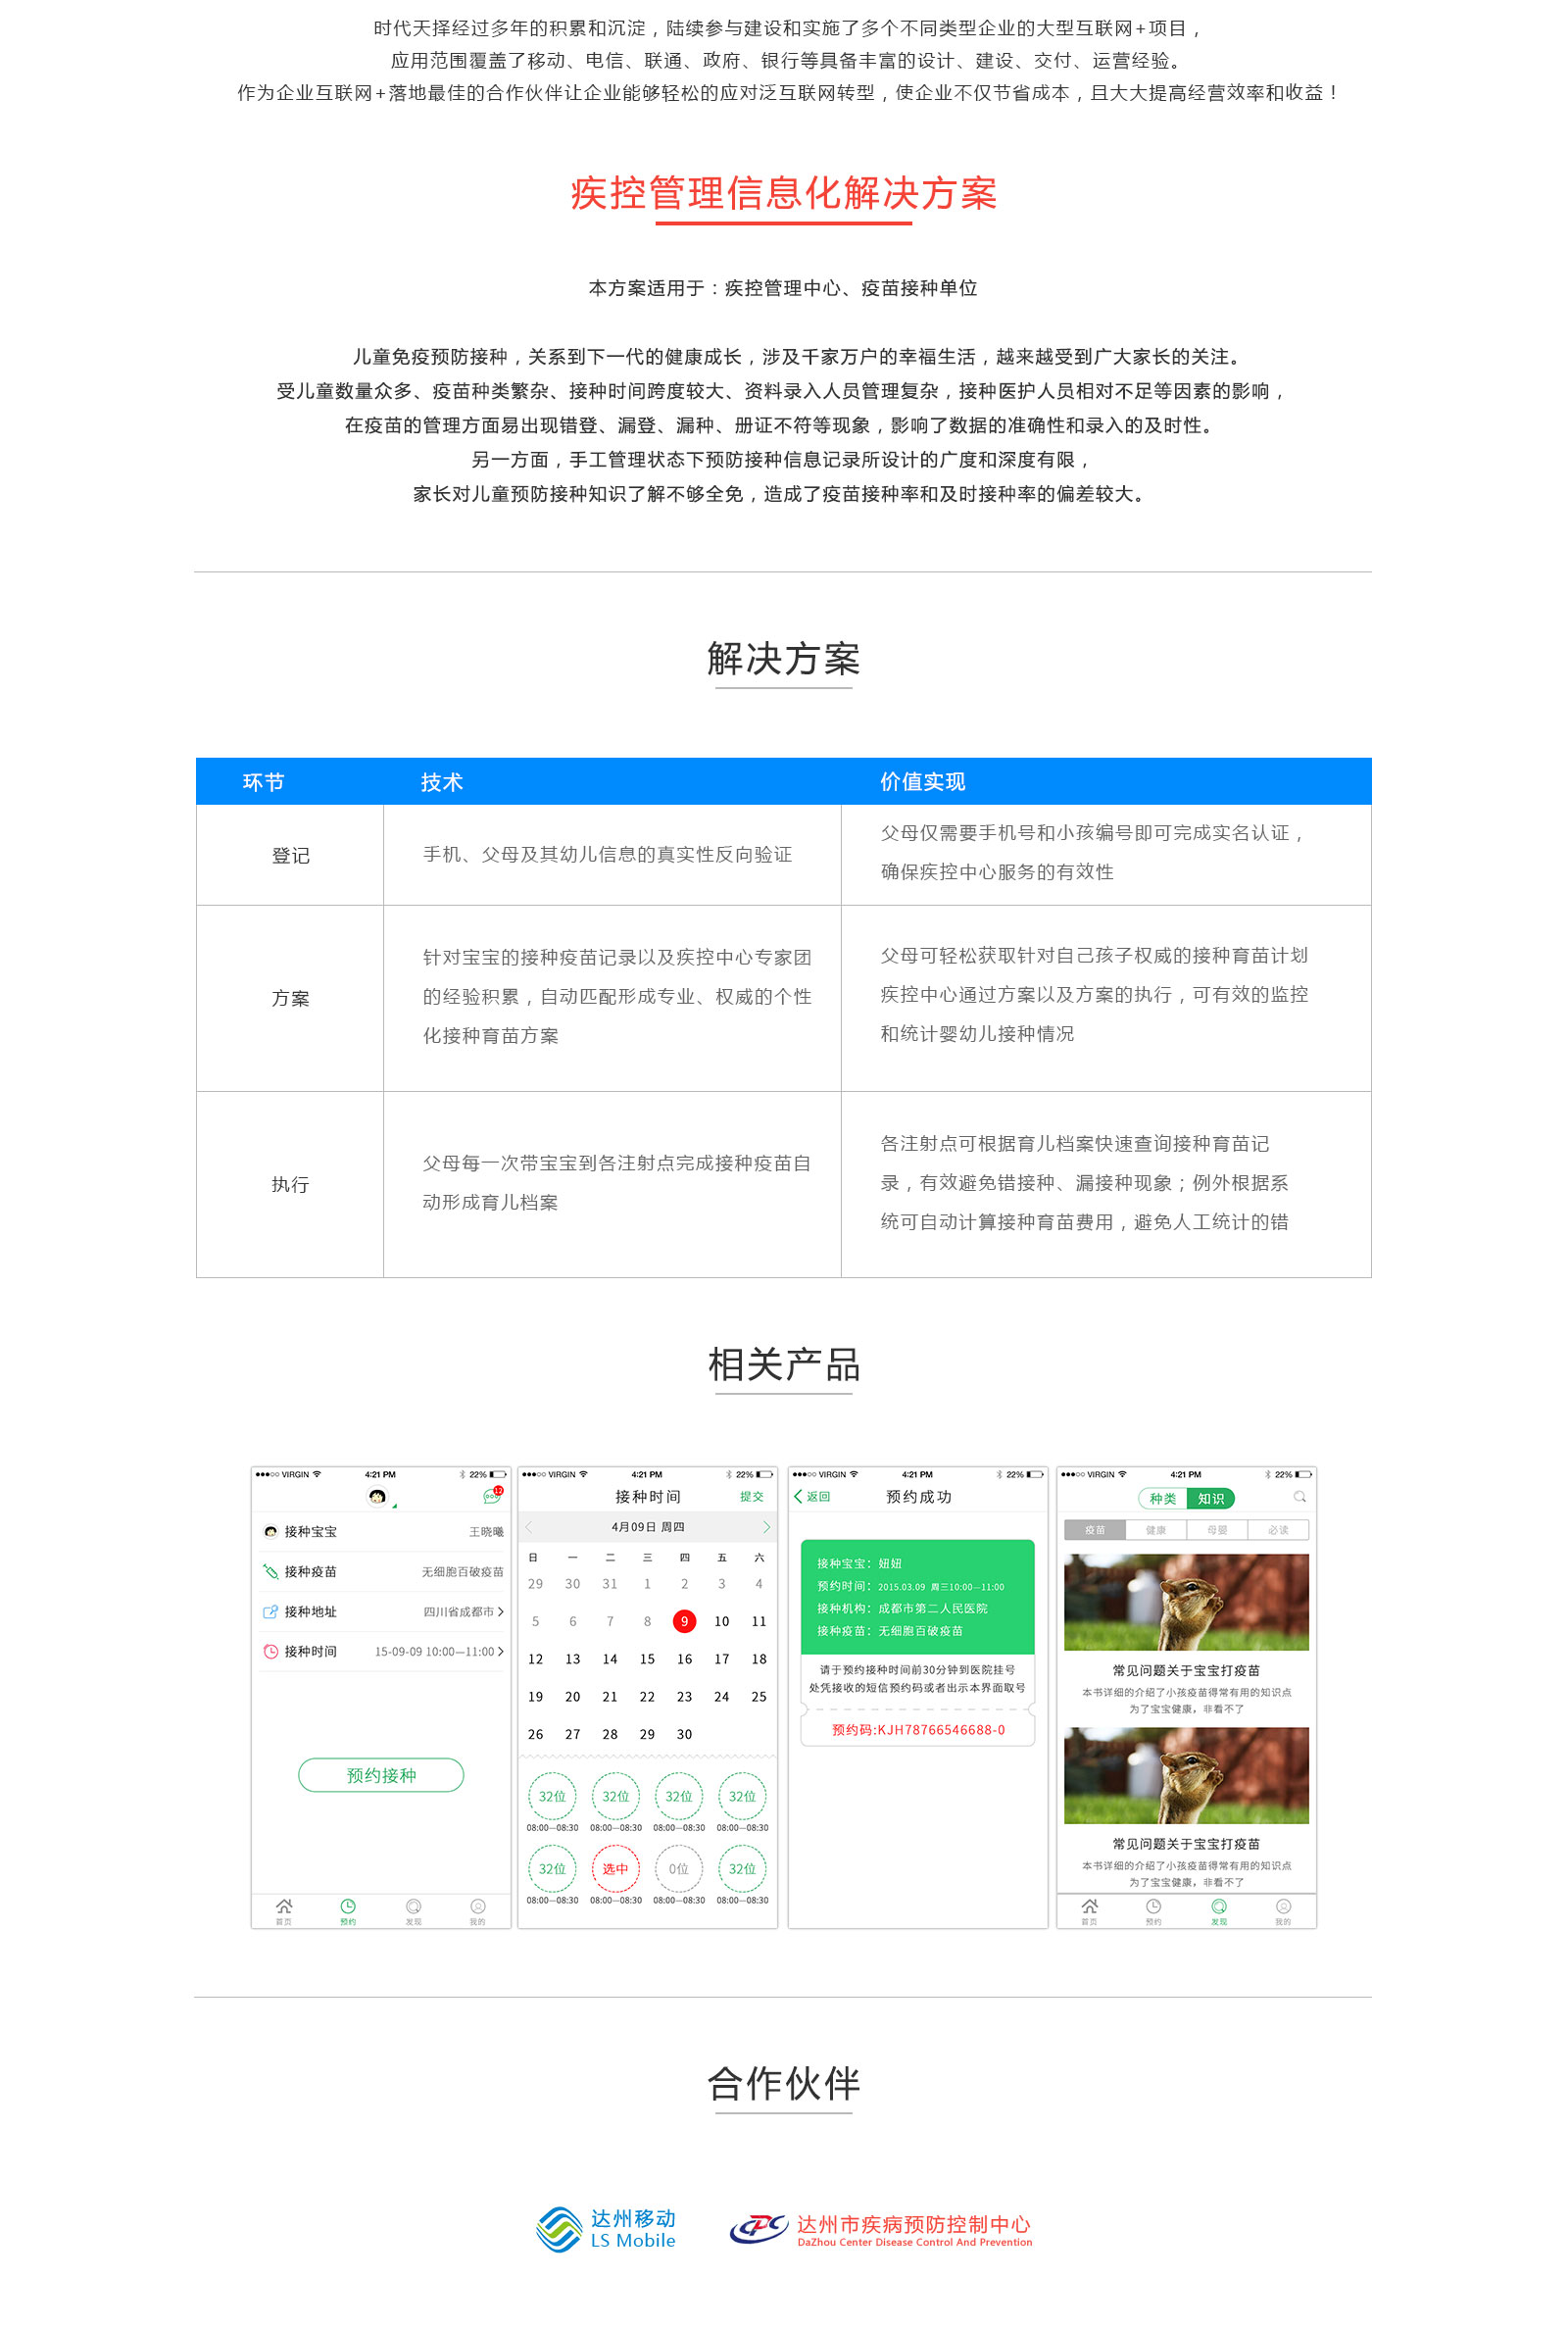 时代天择经过多年的积累和沉淀，陆续参与建设和实施了多个不同类型企业的大型互联网+项目，
应用范围覆盖了移动、电信、联通、政府、银行等具备丰富的设计、建设、交付、运营经验。
作为企业互联网+落地最佳的合作伙伴让企业能够轻松的应对泛互联网转型，使企业不仅节省成本，且大大提高经营效率和收益！
疾控管理信息化解决方案
本方案适用于：疾控管理中心、疫苗接种单位
儿童免疫预防接种，关系到下一代的健康成长，涉及千家万户的幸福生活，越来越受到广大家长的关注。
受儿童数量众多、疫苗种类繁杂、接种时间跨度较大、资料录入人员管理复杂，接种医护人员相对不足等因素的影响，
在疫苗的管理方面易出现错登、漏登、漏种、册证不符等现象，影响了数据的准确性和录入的及时性。
另一方面，手工管理状态下预防接种信息记录所设计的广度和深度有限，
家长对儿童预防接种知识了解不够全免，造成了疫苗接种率和及时接种率的偏差较大。
解决方案
环节 技术 价值实现
登记
手机、父母及其幼儿信息的真实性反向验证
父母仅需要手机号和小孩编号即可完成实名认证，
确保疾控中心服务的有效性
方案
针对宝宝的接种疫苗记录以及疾控中心专家团
的经验积累，自动匹配形成专业、权威的个性
化接种育苗方案
父母可轻松获取针对自己孩子权威的接种育苗计划
疾控中心通过方案以及方案的执行，可有效的监控
和统计婴幼儿接种情况
执行
父母每一次带宝宝到各注射点完成接种疫苗自
动形成育儿档案
各注射点可根据育儿档案快速查询接种育苗记
录，有效避免错接种、漏接种现象；例外根据系
统可自动计算接种育苗费用，避免人工统计的错
相关产品
VIRGIN 4:21 PM 22%
12
接种宝宝 王晓曦
接种疫苗 无细胞百破疫苗
接种地址 四川省成都市
接种时间 15-09-09 10:00—11:00
预约接种
首页 预约 发现 我的
VIRGIN 4:21 PM 22%
接种时间 提交
4月09日 周四
日 一 二 三 四 五 六
29 30 31 1 2 3 4
5 6 7 8 9 10 11
12 13 14 15 16 17 18
19 20 21 22 23 24 25
26 27 28 29 30
32位 32位 32位 32位
08:00—08:30 08:00—08:30 08:00—08:30 08:00—08:30
32位 选中 0位 32位
08:00—08:30 08:00—08:30 08:00—08:30 08:00—08:30
VIRGIN 4:21 PM 22%
返回 预约成功
接种宝宝：妞妞
预约时间：2015.03.09 周三10:00—11:00
接种机构：成都市第二人民医院
接种疫苗：无细胞百破疫苗
请于预约接种时间前30分钟到医院挂号
处凭接收的短信预约码或者出示本界面取号
预约码:KJH78766546688-0
VIRGIN 4:21 PM 22%
种类 知识
疫苗 健康 母婴 必读
常见问题关于宝宝打疫苗
本书详细的介绍了小孩疫苗得常有用的知识点
为了宝宝健康，非看不了
常见问题关于宝宝打疫苗
本书详细的介绍了小孩疫苗得常有用的知识点
为了宝宝健康，非看不了
首页 预约 发现 我的
合作伙伴
达州移动
LS Mobile
CDC
达州市疾病预防控制中心
DaZhou Center Disease Control And Prevention